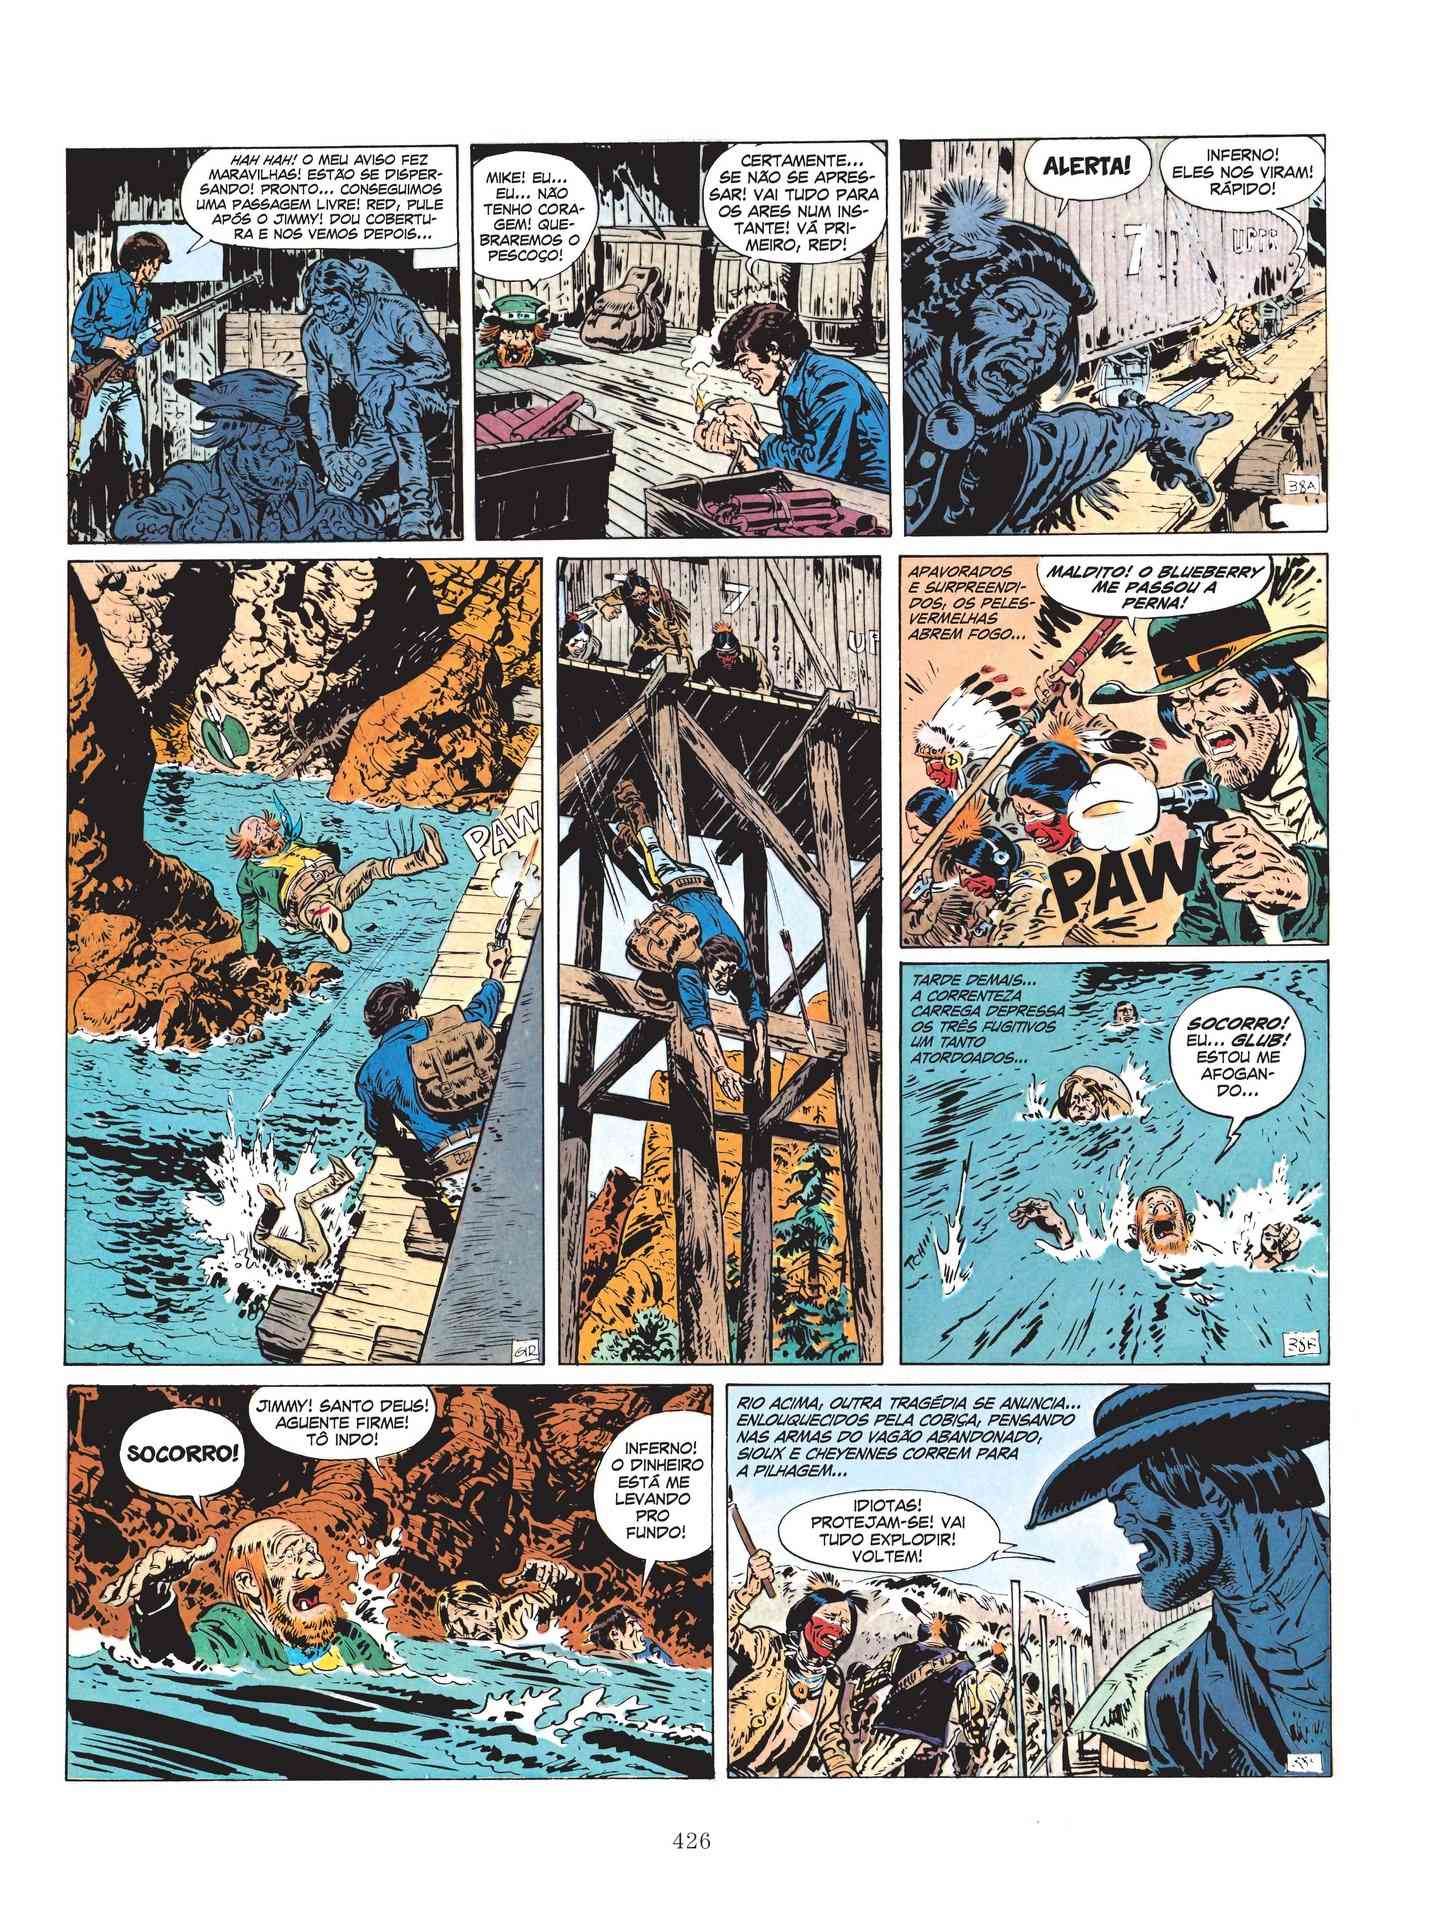 HAH HAH! O MEU AVISO FEZ
MARAVILHAS! ESTÃO SE DISPER-
SANDO! PRONTO... CONSEGUIMOS
UMA PASSAGEM LIVRE! RED, PULE
APÓS O JIMMY! DOU COBERTU-
RA E NOS VEMOS DEPOIS...
MIKE! EU...
EU... NÃO
TENHO CORA-
GEM! QUE-
BRAREMOS O
PESCOÇO!
CERTAMENTE...
SE NÃO SE APRES-
SAR! VAI TUDO PARA
OS ARES NUM INS-
TANTE! VÁ PRI-
MEIRO, RED!
ALERTA!
INFERNO!
ELES NOS VIRAM!
RÁPIDO!
7
UPRR
38A
PAW
GR
7
UP
APAVORADOS
E SURPREENDI-
DOS, OS PELES-
VERMELHAS
ABREM FOGO...
MALDITO! O BLUEBERRY
ME PASSOU A
PERNA!
PAW
TARDE DEMAIS...
A CORRENTEZA
CARREGA DEPRESSA
OS TRÊS FUGITIVOS
UM TANTO
ATORDOADOS...
SOCORRO!
EU... GLUB!
ESTOU ME
AFOGAN-
DO...
38B
SOCORRO!
JIMMY! SANTO DEUS!
AGUENTE FIRME!
TÔ INDO!
INFERNO!
O DINHEIRO
ESTÁ ME
LEVANDO
PRO
FUNDO!
RIO ACIMA, OUTRA TRAGÉDIA SE ANUNCIA...
ENLOUQUECIDOS PELA COBIÇA, PENSANDO
NAS ARMAS DO VAGÃO ABANDONADO,
SIOUX E CHEYENNES CORREM PARA
A PILHAGEM...
IDIOTAS!
PROTEJAM-SE! VAI
TUDO EXPLODIR!
VOLTEM!
426